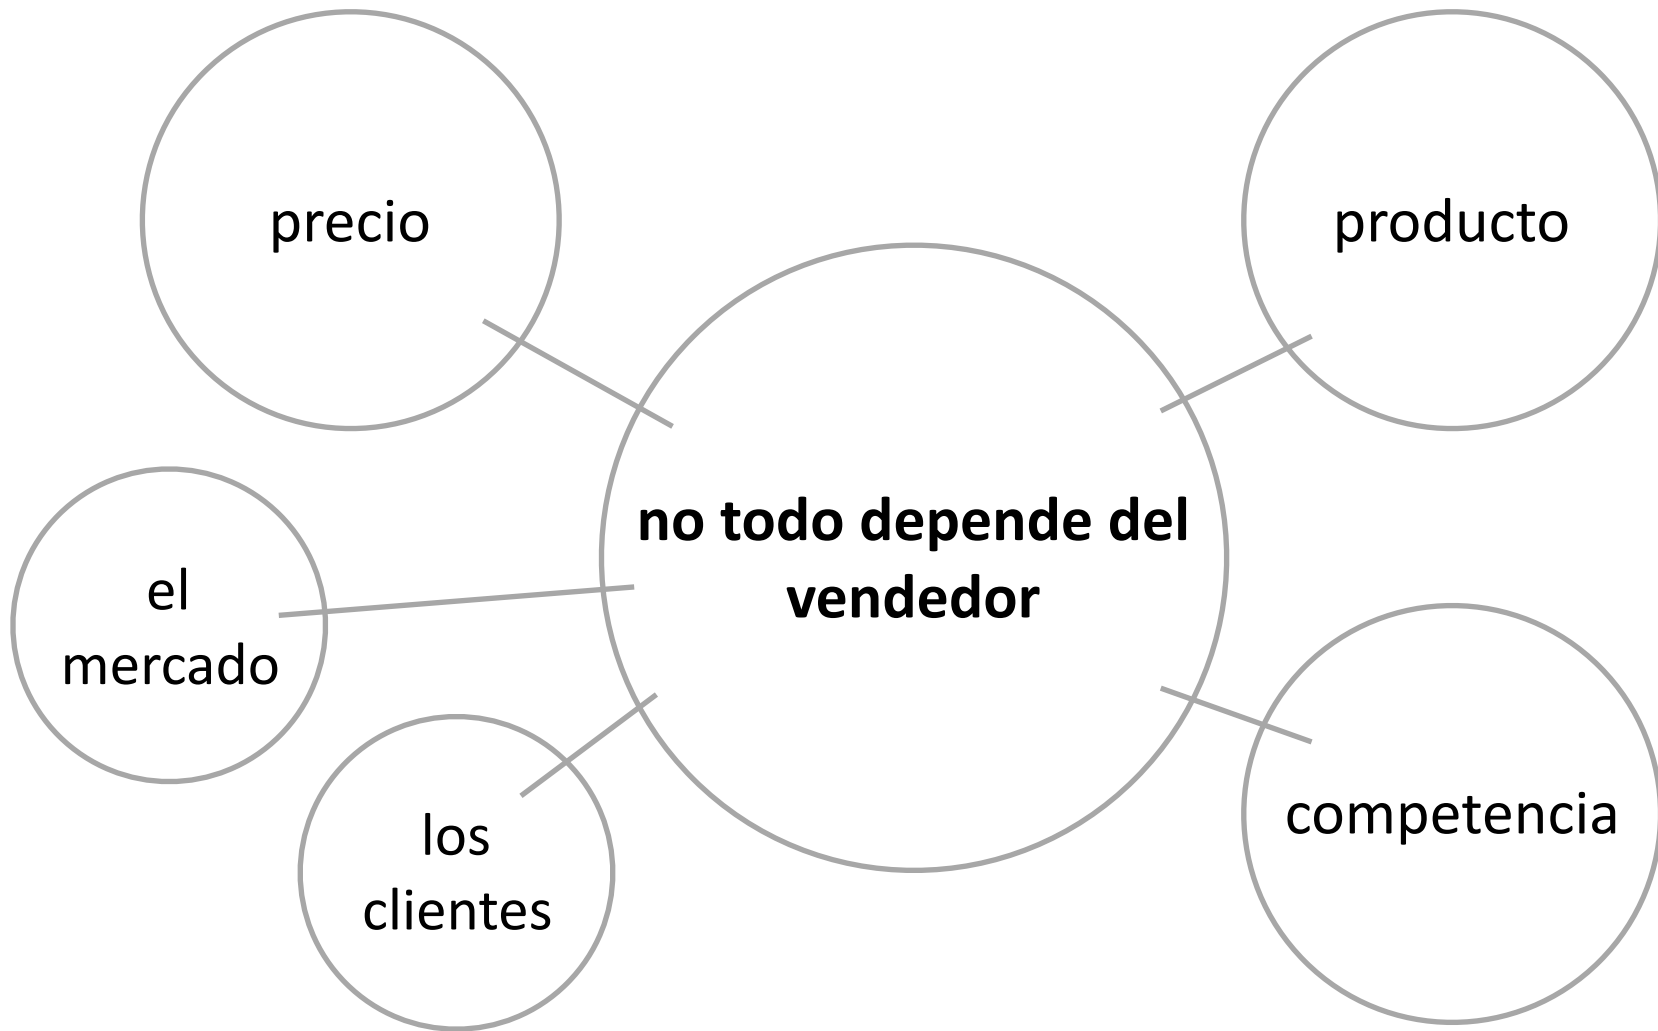 precio
producto
no todo depende del
vendedor
el
mercado
los
clientes
competencia